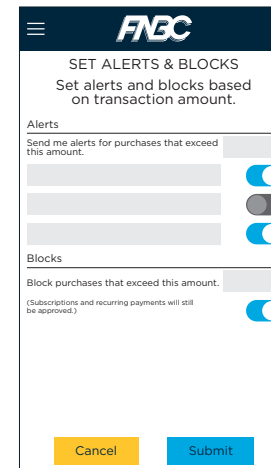 FNBC
SET ALERTS & BLOCKS
Set alerts and blocks based
on transaction amount.
Alerts
Send me alerts for purchases that exceed
this amount.
Blocks
Block purchases that exceed this amount.
(Subscriptions and recurring payments will still
be approved.)
Cancel
Submit